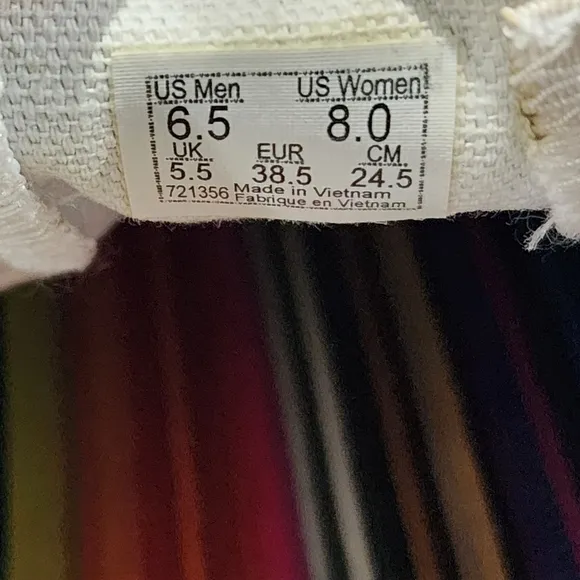 US Men US Women
6.5 8.0
UK EUR CM
5.5 38.5 24.5
721356 Made in Vietnam
Fabrique en Vietnam